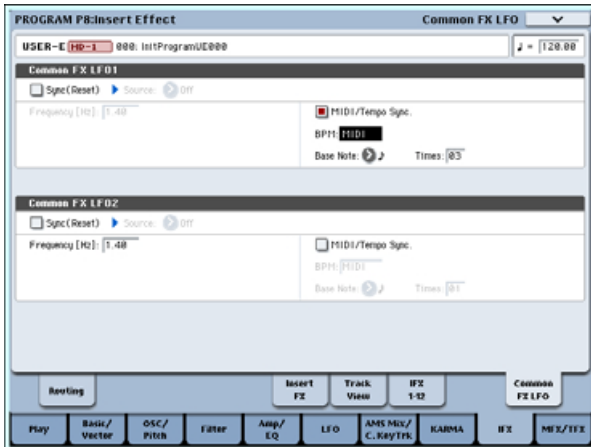 PROGRAM P8:Insert Effect Common FX LFO
USER-E HD-1 000: InitProgramUE000 ♩ = 120.00
Common FX LFO1
Sync(Reset) Source: Off
Frequency [Hz]: 1.40 MIDI/Tempo Sync.
BPM: MIDI
Base Note: ♪ Times: 03
Common FX LFO2
Sync(Reset) Source: Off
Frequency [Hz]: 1.40 MIDI/Tempo Sync.
BPM: MIDI
Base Note: ♪ Times: 01
Routing Insert FX Track View IFX 1-12 Common FX LFO
Play Basic/Vector OSC/Pitch Filter Amp/EQ LFO AMS Mix/C.KeyTrk KARMA IFX MFX/TFX